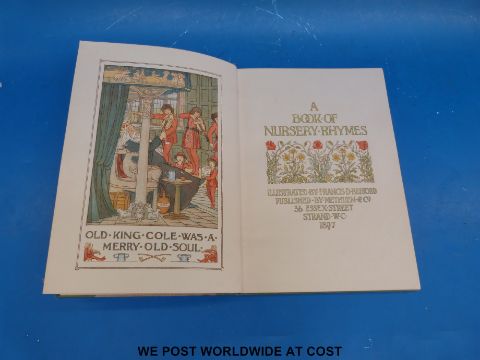 OLD·KING·COLE·WAS·A·
MERRY·OLD·SOUL·
A
BOOK·OF
NURSERY·RHYMES
ILLUSTRATED·BY·FRANCIS·D·BEDFORD
PUBLISHED·BY·METHUEN·&·Co
36 ESSEX·STREET
STRAND·W·C·
1897
WE POST WORLDWIDE AT COST